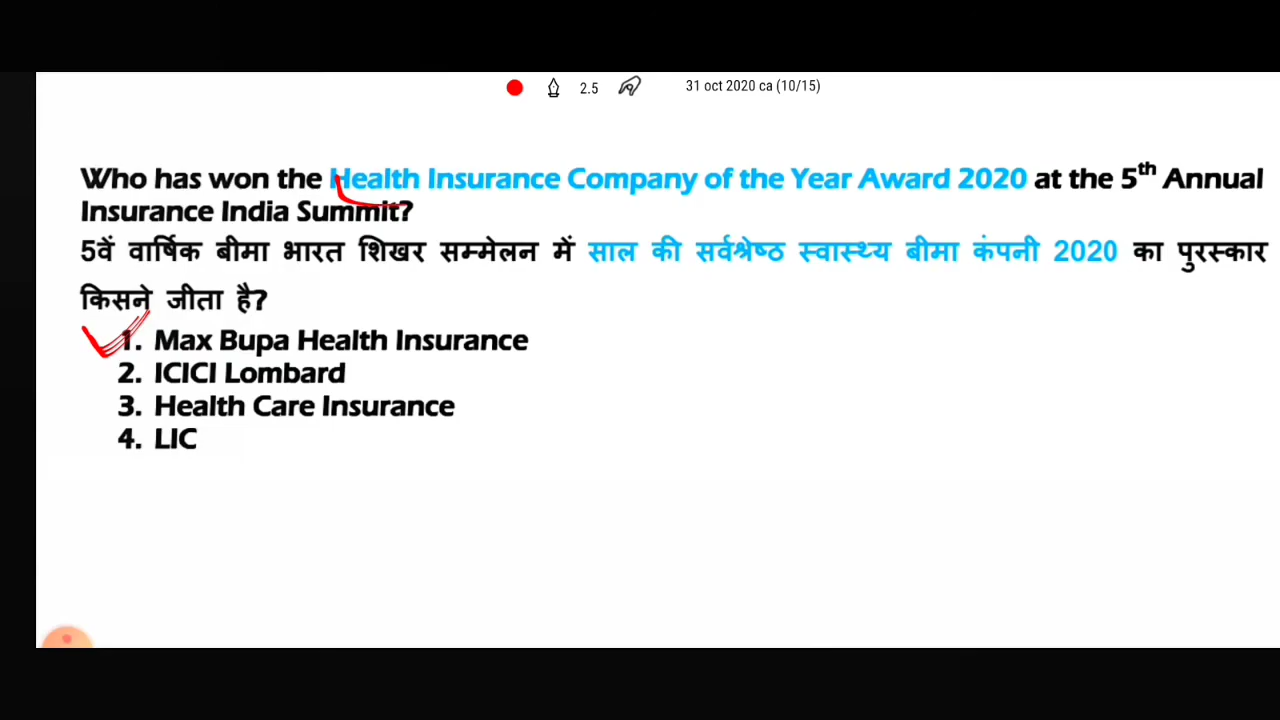 2.5 31 oct 2020 ca (10/15)
Who has won the Health Insurance Company of the Year Award 2020 at the 5th Annual
Insurance India Summit?
5वें वार्षिक बीमा भारत शिखर सम्मेलन में साल की सर्वश्रेष्ठ स्वास्थ्य बीमा कंपनी 2020 का पुरस्कार
किसने जीता है?
1. Max Bupa Health Insurance
2. ICICI Lombard
3. Health Care Insurance
4. LIC